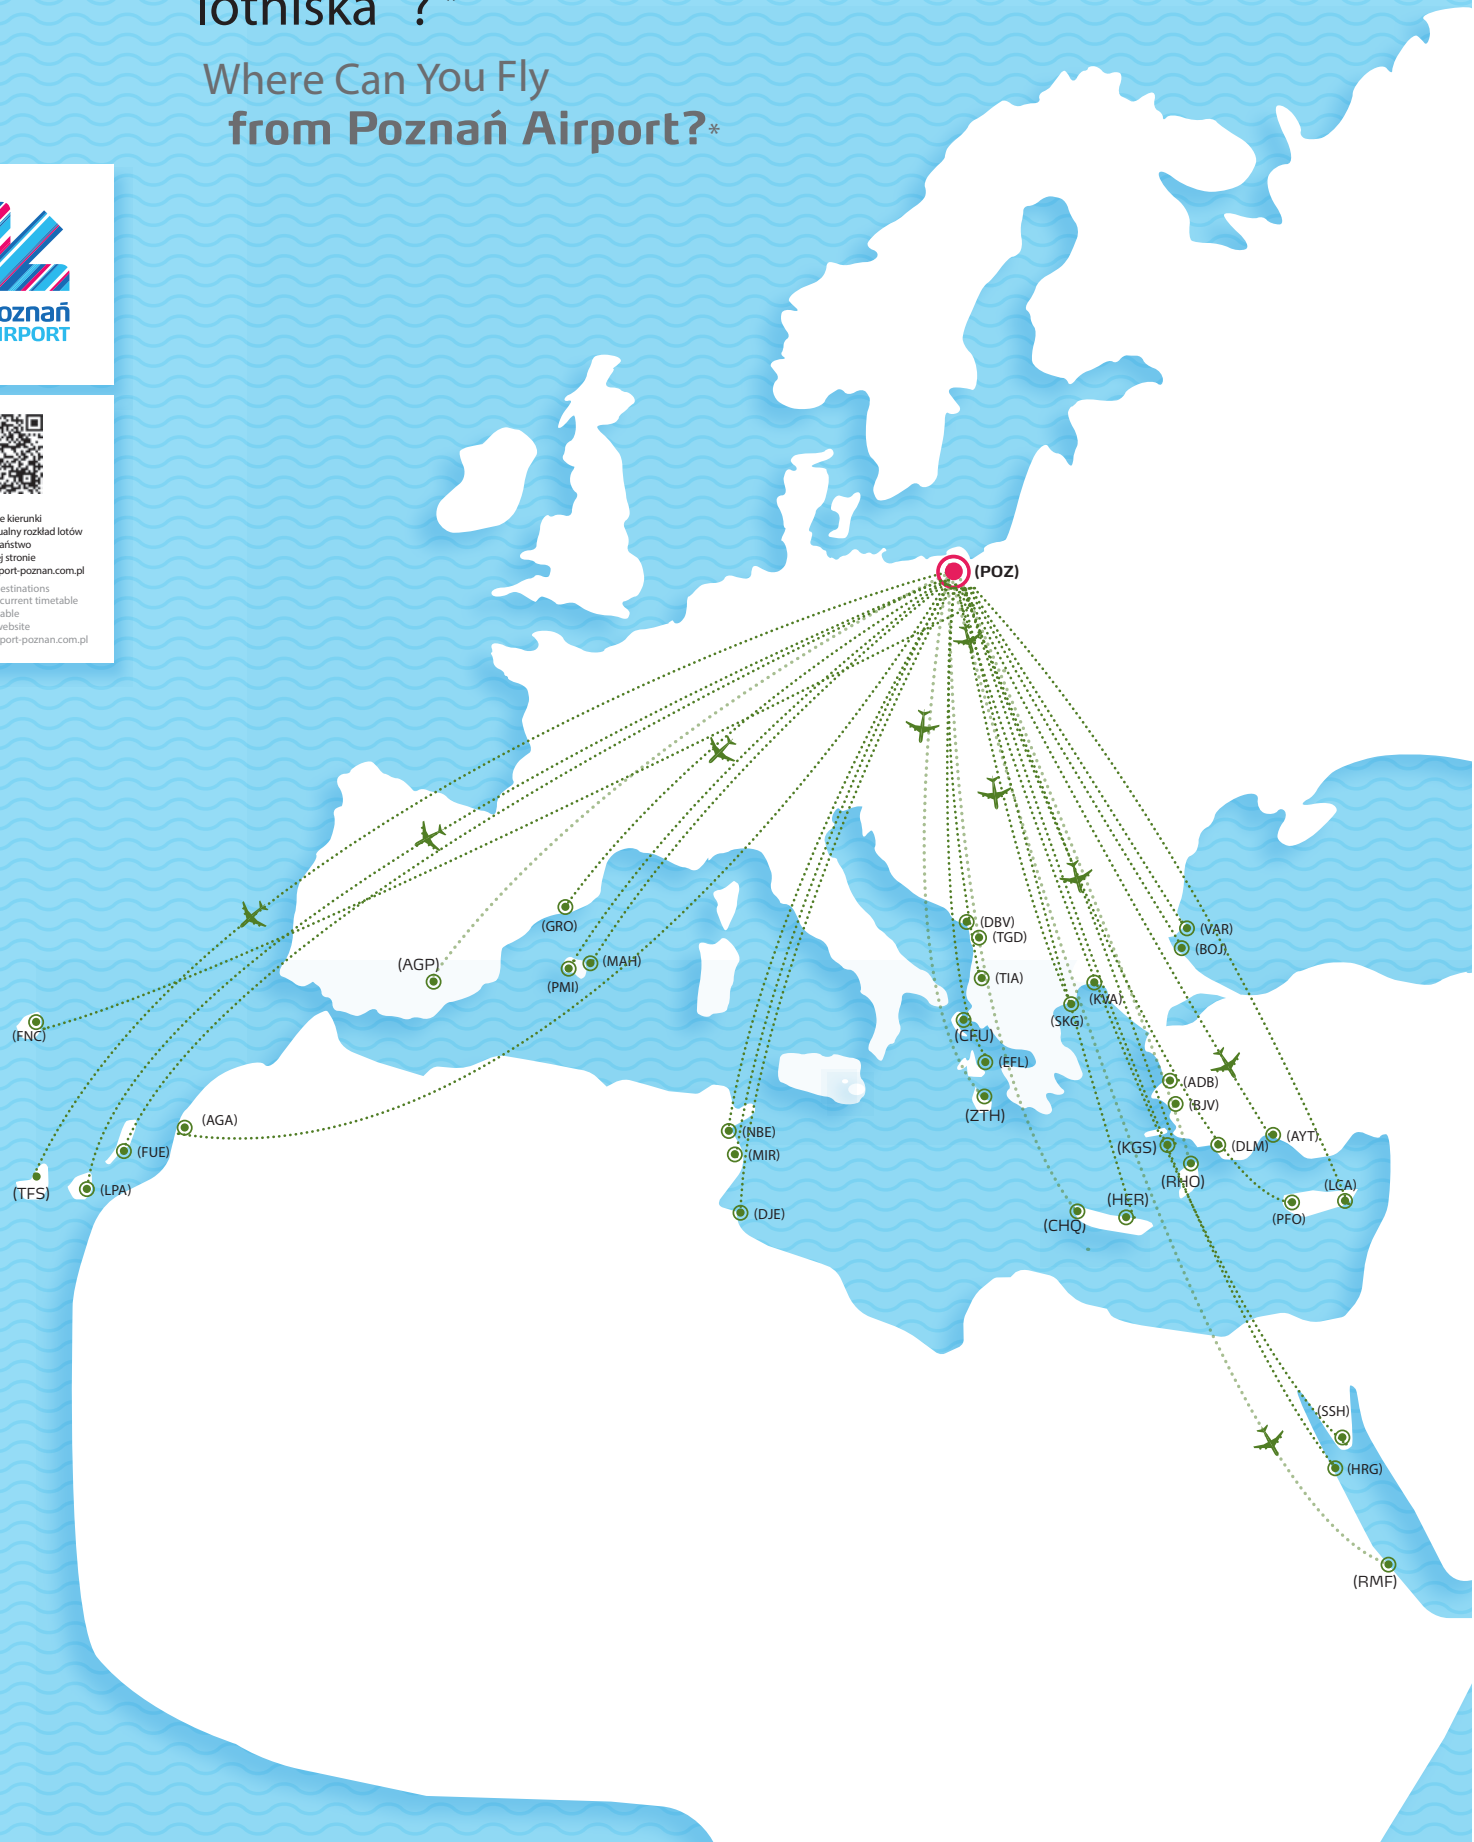 lotniska ?*
Where Can You Fly
from Poznań Airport?*
oznań
IRPORT
e kierunki
ualny rozkład lotów
aństwo
j stronie
port-poznan.com.pl
estinations
current timetable
able
website
port-poznan.com.pl
(POZ)
(GRO)
(DBV)
(VAR)
(TGD)
(BOJ)
(AGP)
(MAH)
(PMI)
(TIA)
(KVA)
(SKG)
(FNC)
(CFU)
(EFL)
(ADB)
(BJV)
(ZTH)
(AGA)
(NBE)
(AYT)
(KGS)
(DLM)
(FUE)
(MIR)
(RHO)
(LCA)
(TFS)
(LPA)
(HER)
(DJE)
(CHQ)
(PFO)
(SSH)
(HRG)
(RMF)